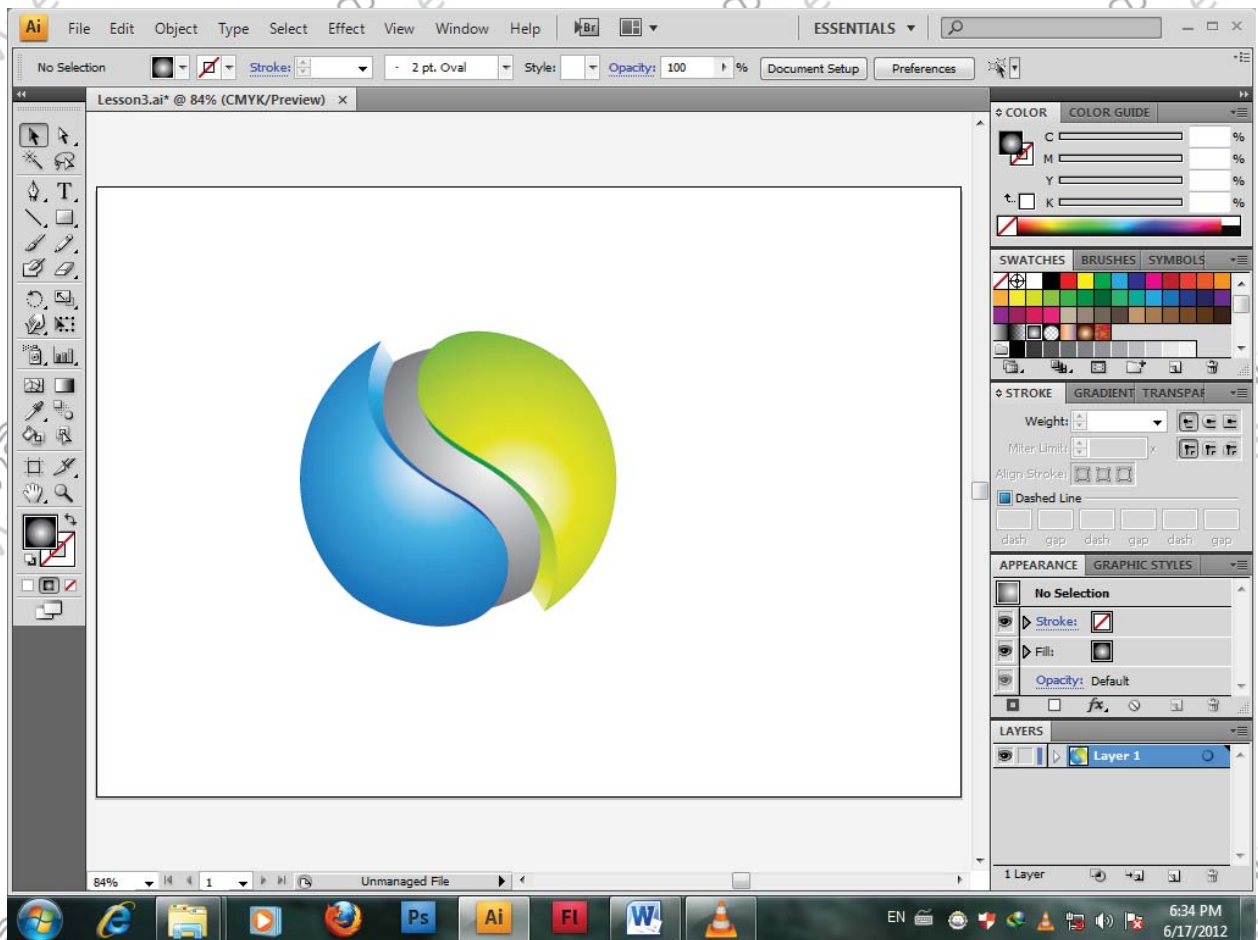 Ai File Edit Object Type Select Effect View Window Help Br ESSENTIALS
No Selection Stroke: 2 pt. Oval Style: Opacity: 100 % Document Setup Preferences
Lesson3.ai* @ 84% (CMYK/Preview) ×
COLOR COLOR GUIDE
C %
M %
Y %
K %
SWATCHES BRUSHES SYMBOLS
STROKE GRADIENT TRANSPAR
Weight:
Miter Limit: x
Align Stroke:
Dashed Line
dash gap dash gap dash gap
APPEARANCE GRAPHIC STYLES
No Selection
Stroke:
Fill:
Opacity: Default
fx
LAYERS
Layer 1
1 Layer
84% 1 Unmanaged File
Ps Ai Fl W EN 6:34 PM
6/17/2012